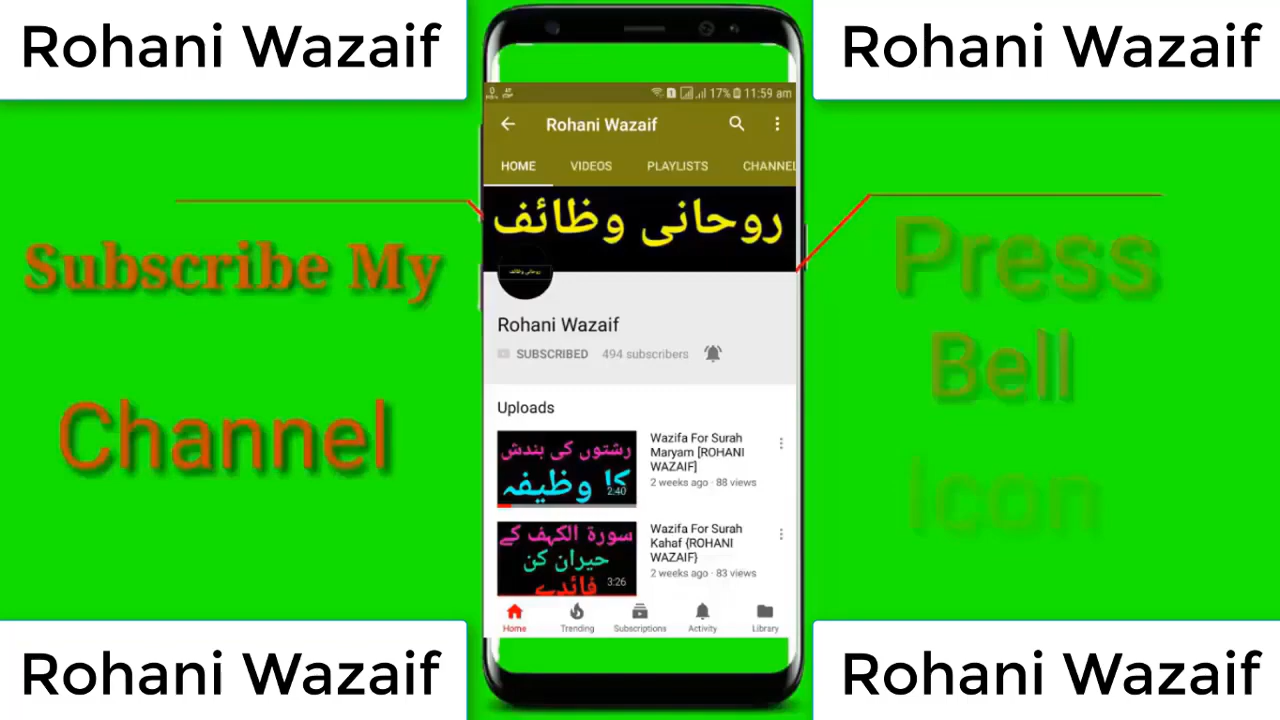 Rohani Wazaif
Rohani Wazaif
17% 11:59 am
Rohani Wazaif
HOME VIDEOS PLAYLISTS CHANNEL
روحانی وظائف
روحانی وظائف
Subscribe My
Channel
Press
Bell
Icon
Rohani Wazaif
SUBSCRIBED 494 subscribers
Uploads
رشتوں کی بندش
کا وظیفہ
2:40
Wazifa For Surah
Maryam [ROHANI
WAZAIF]
2 weeks ago · 88 views
سورۃ الکہف کے
حیران کن
فائدے
3:26
Wazifa For Surah
Kahaf {ROHANI
WAZAIF}
2 weeks ago · 83 views
Home Trending Subscriptions Activity Library
Rohani Wazaif
Rohani Wazaif